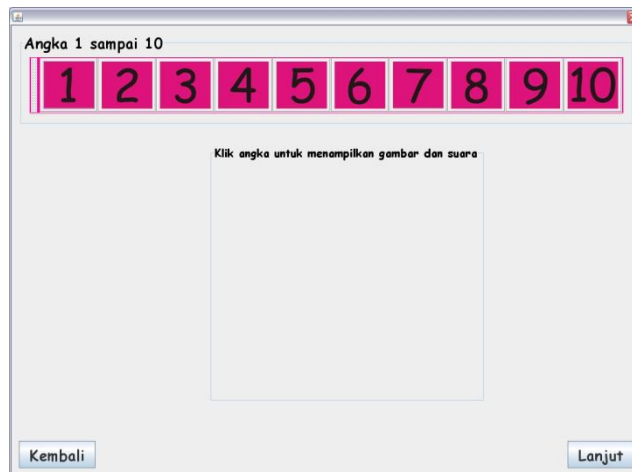 Angka 1 sampai 10
1 2 3 4 5 6 7 8 9 10
Klik angka untuk menampilkan gambar dan suara
Kembali
Lanjut